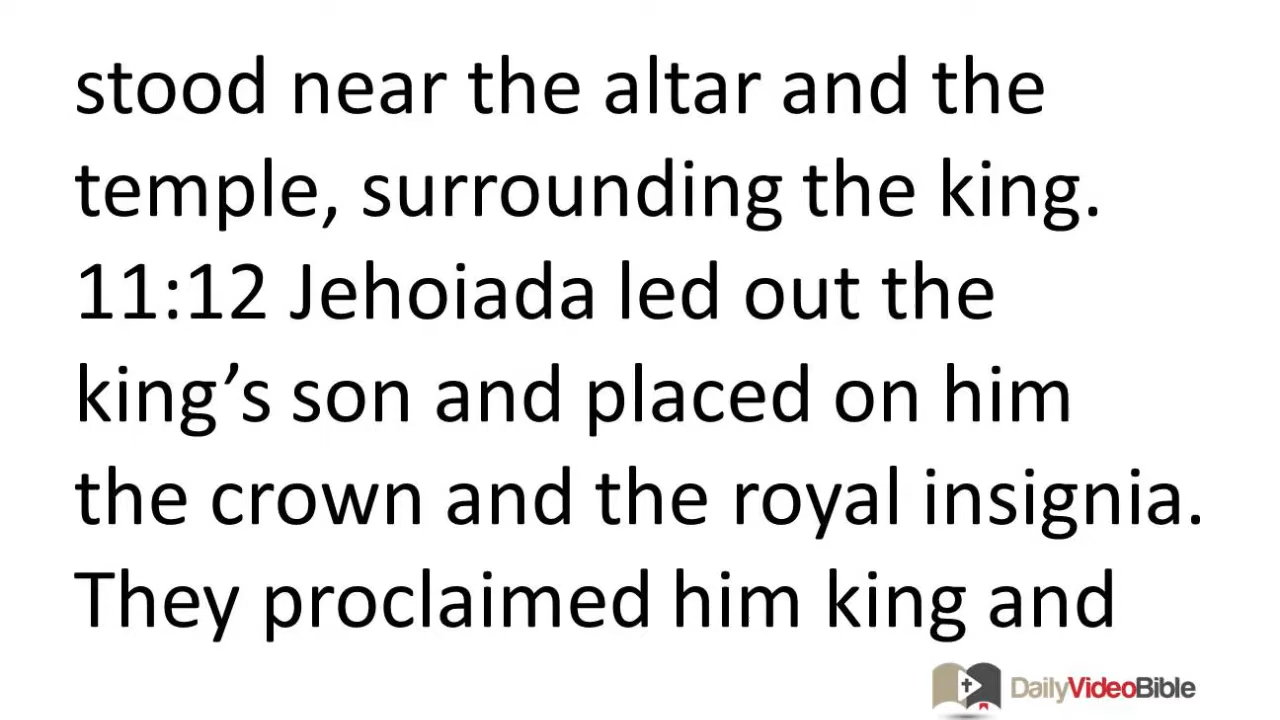 stood near the altar and the
temple, surrounding the king.
11:12 Jehoiada led out the
king’s son and placed on him
the crown and the royal insignia.
They proclaimed him king and
DailyVideoBible